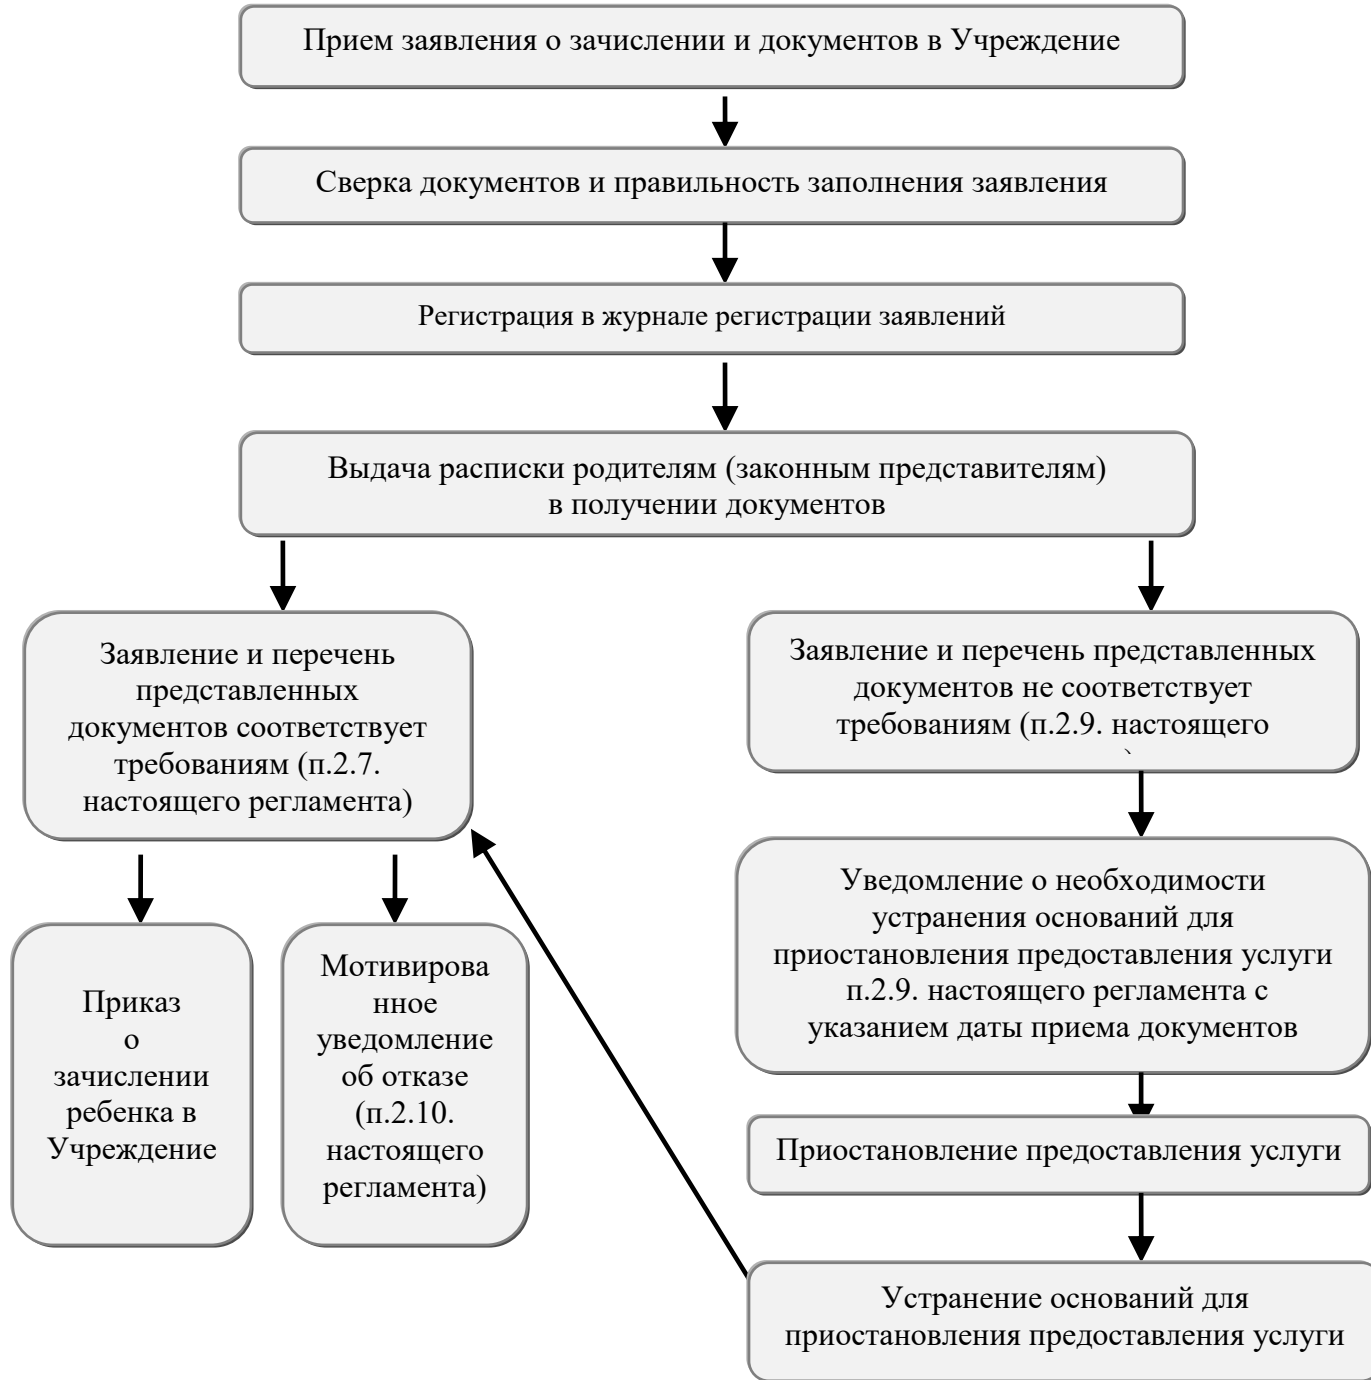 Прием заявления о зачислении и документов в Учреждение
Сверка документов и правильность заполнения заявления
Регистрация в журнале регистрации заявлений
Выдача расписки родителям (законным представителям)
в получении документов
Заявление и перечень
представленных
документов соответствует
требованиям (п.2.7.
настоящего регламента)
Заявление и перечень представленных
документов не соответствует
требованиям (п.2.9. настоящего
Уведомление о необходимости
устранения оснований для
приостановления предоставления услуги
п.2.9. настоящего регламента с
указанием даты приема документов
Приказ
о
зачислении
ребенка в
Учреждение
Мотивирова
нное
уведомление
об отказе
(п.2.10.
настоящего
регламента)
Приостановление предоставления услуги
Устранение оснований для
приостановления предоставления услуги